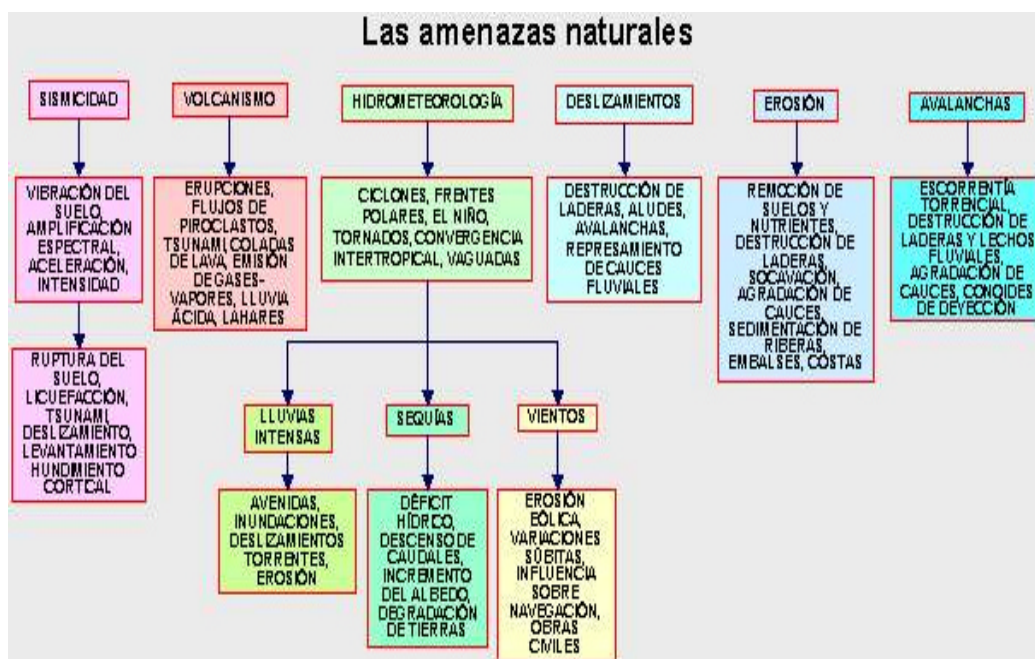 Las amenazas naturales
SISMICIDAD
VOLCANISMO
HIDROMETEOROLOGÍA
DESLIZAMIENTOS
EROSIÓN
AVALANCHAS
VIBRACIÓN DEL
SUELO,
AMPLIFICACIÓN
ESPECTRAL,
ACELERACIÓN,
INTENSIDAD
ERUPCIONES,
FLUJOS DE
PIROCLASTOS,
TSUNAMI, COLADAS
DE LAVA, EMISIÓN
DE GASES-
VAPORES, LLUVIA
ÁCIDA, LAHARES
CICLONES, FRENTES
POLARES, EL NIÑO,
TORNADOS, CONVERGENCIA
INTERTROPICAL, VAGUADAS
DESTRUCCIÓN DE
LADERAS, ALUDES,
AVALANCHAS,
REPRESAMIENTO
DE CAUCES
FLUVIALES
REMOCIÓN DE
SUELOS Y
NUTRIENTES,
DESTRUCCIÓN DE
LADERAS,
SOCAVACIÓN,
AGRADACIÓN DE
CAUCES,
SEDIMENTACIÓN DE
RIBERAS,
EMBALSES, COSTAS
ESCORRENTÍA
TORRENCIAL,
DESTRUCCIÓN DE
LADERAS Y LECHOS
FLUVIALES,
AGRADACIÓN DE
CAUCES, CONOIDES
DE DEYECCIÓN
RUPTURA DEL
SUELO,
LICUEFACCIÓN,
TSUNAMI,
DESLIZAMIENTO,
LEVANTAMIENTO
HUNDIMIENTO
CORTICAL
LLUVIAS
INTENSAS
SEQUÍAS
VIENTOS
AVENIDAS,
INUNDACIONES,
DESLIZAMIENTOS
TORRENTES,
EROSIÓN
DÉFICIT
HÍDRICO,
DESCENSO DE
CAUDALES,
INCREMENTO
DEL ALBEDO,
DEGRADACIÓN
DE TIERRAS
EROSIÓN
EÓLICA,
VARIACIONES
SÚBITAS,
INFLUENCIA
SOBRE
NAVEGACIÓN,
OBRAS
CIVILES